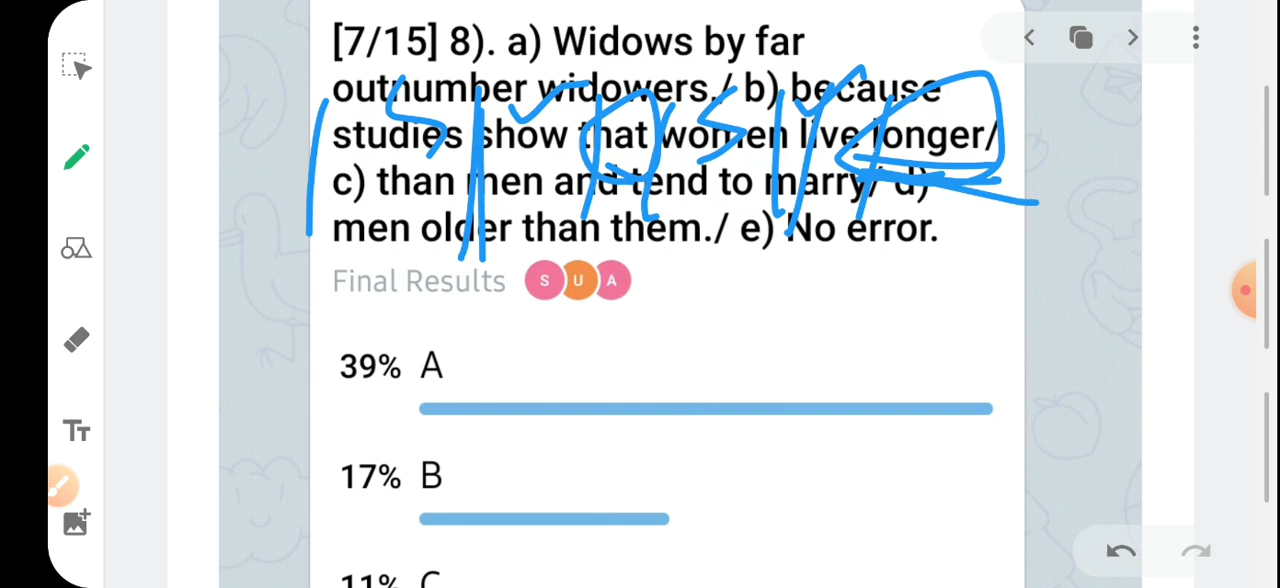 [7/15] 8). a) Widows by far
outnumber widowers./ b) because
studies show that women live longer/
c) than men and tend to marry/ d)
men older than them./ e) No error.
Final Results S U A
39% A
17% B
11% C
TT